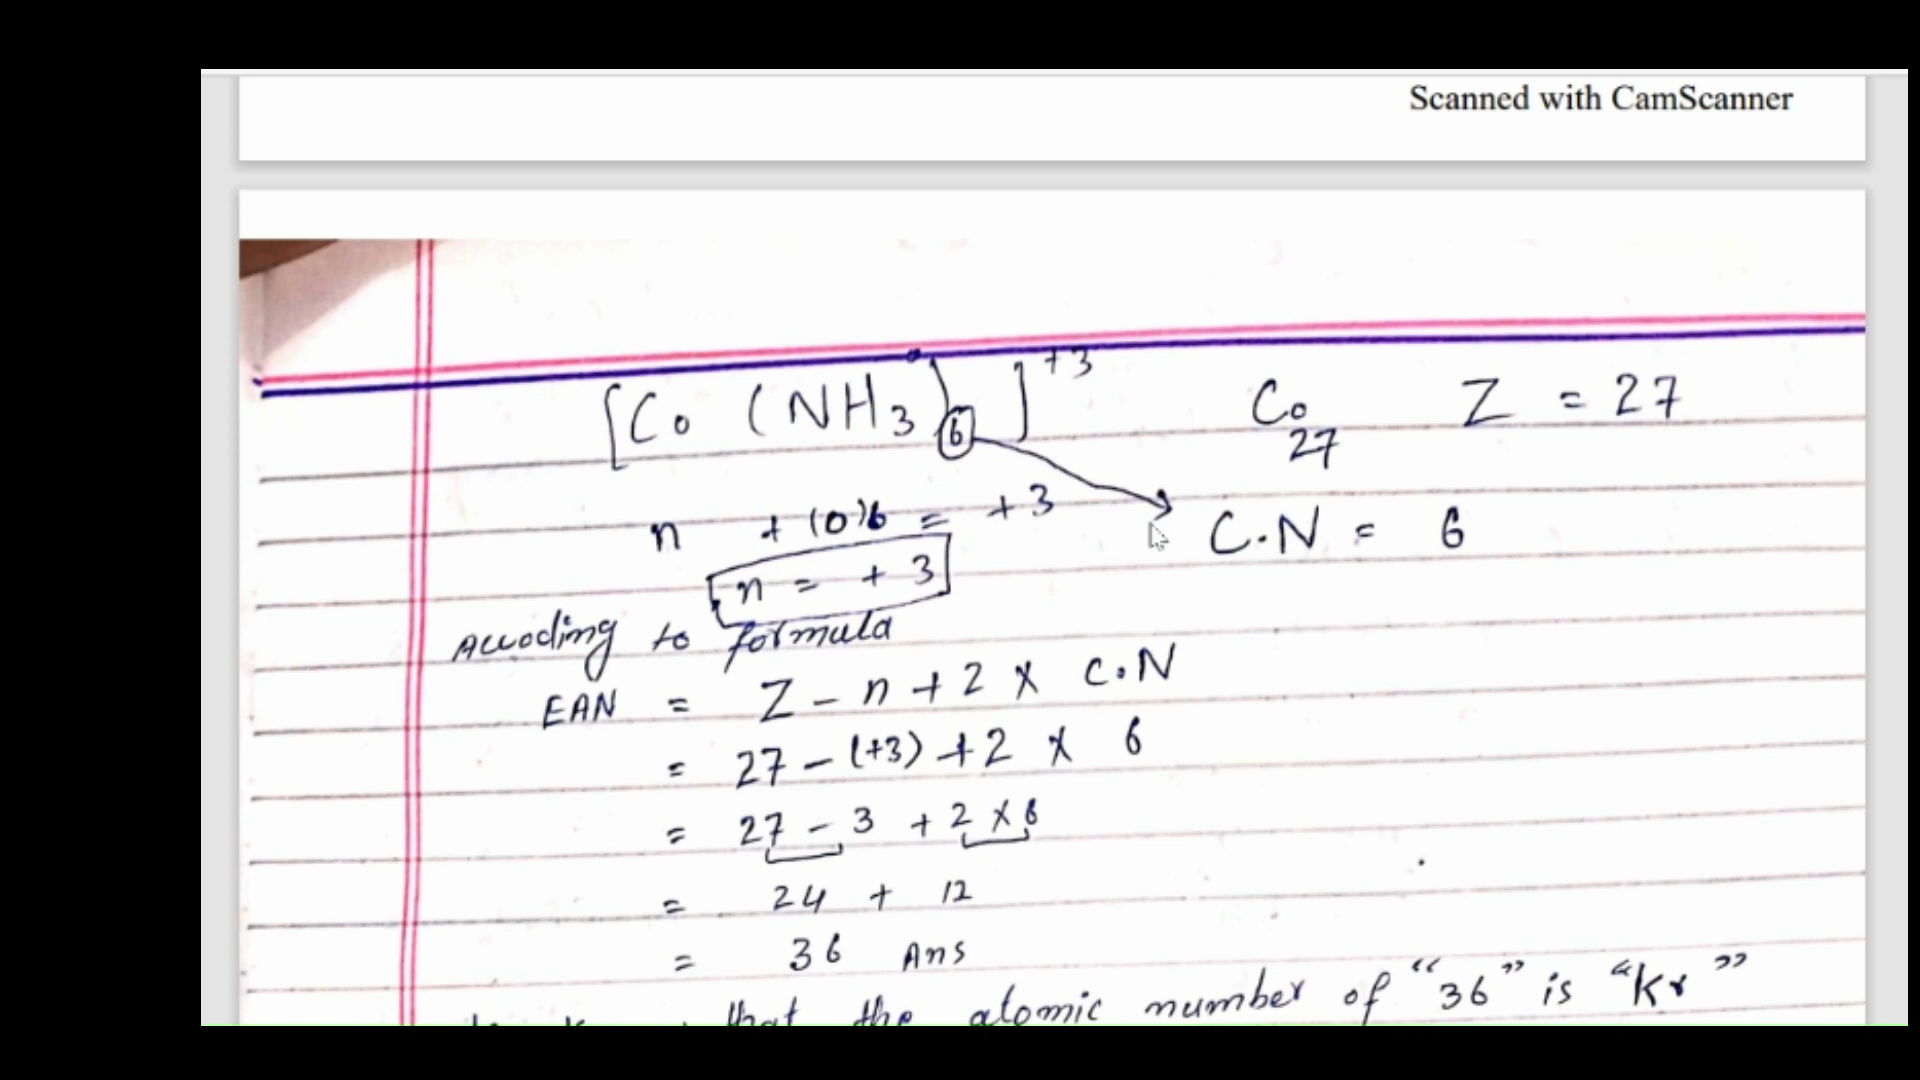 Scanned with CamScanner
[Co (NH3)6]+3 Co 27 Z = 27
n + (0)6 = +3
C.N = 6
n = + 3
Accoding to formula
EAN = Z - n + 2 x C.N
= 27 - (+3) + 2 x 6
= 27 - 3 + 2 x 6
= 24 + 12
= 36 Ans
that the atomic number of "36" is "Kr"